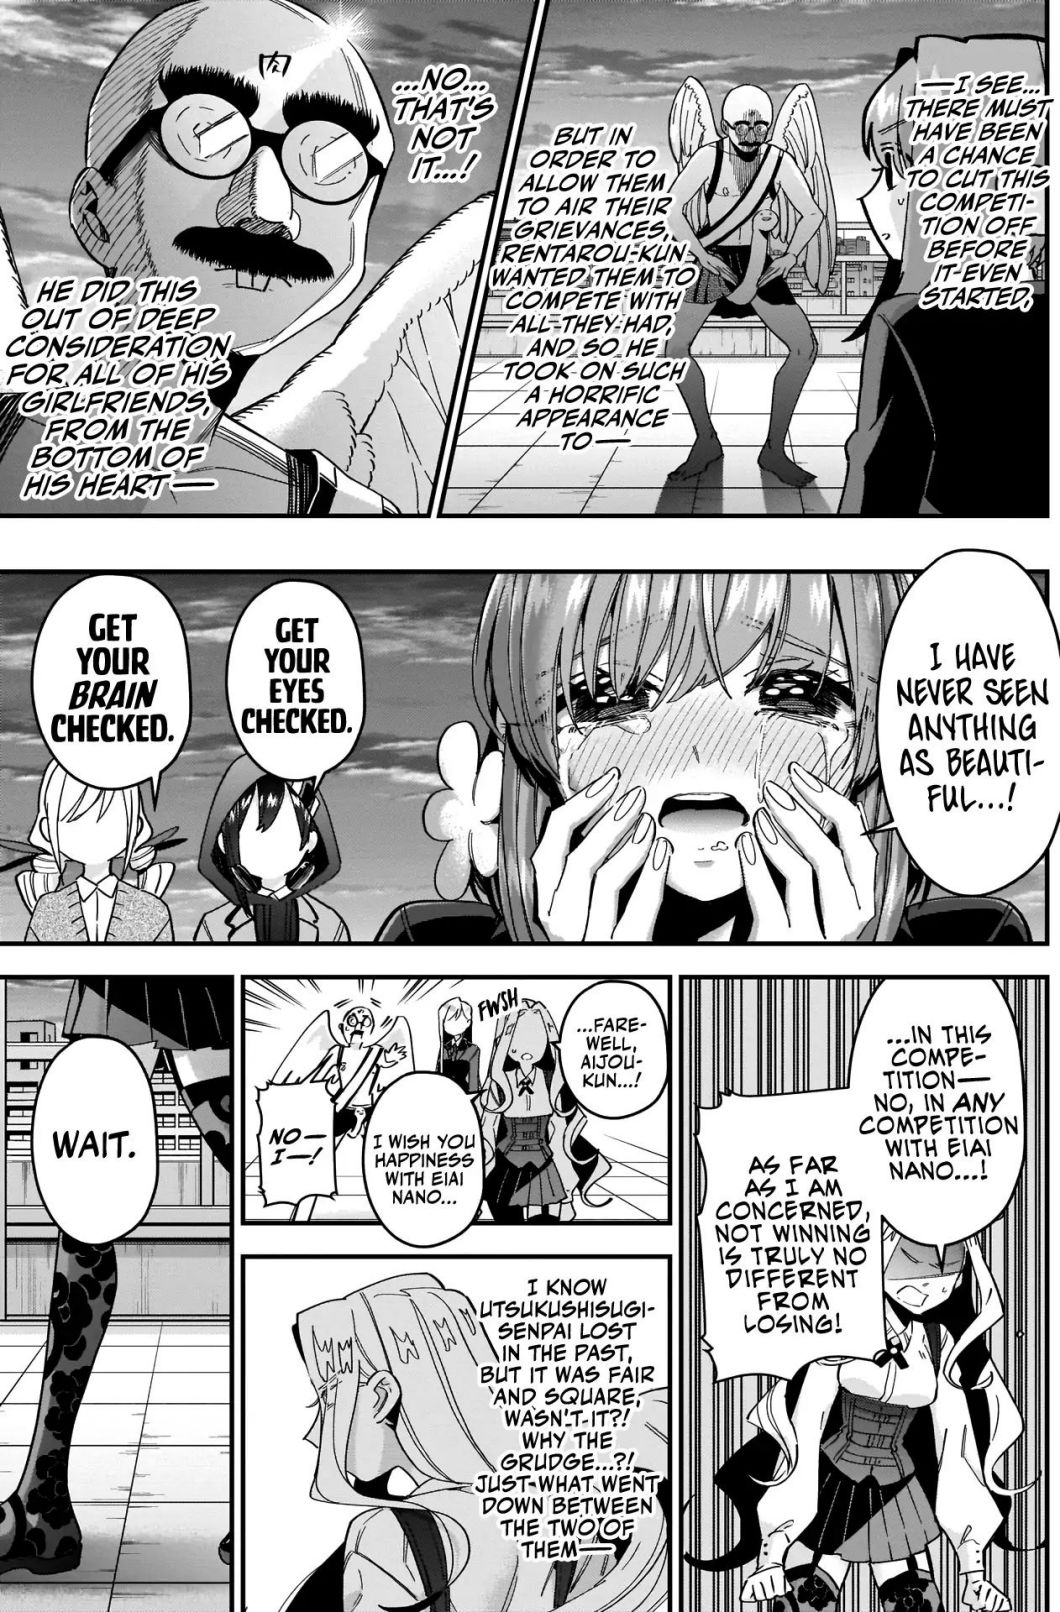 —I SEE...
THERE MUST
HAVE BEEN
A CHANCE
TO CUT THIS
COMPETI-
TION OFF
BEFORE
IT EVEN
STARTED,
BUT IN
ORDER TO
ALLOW THEM
TO AIR THEIR
GRIEVANCES,
RENTAROU-KUN
WANTED THEM TO
COMPETE WITH
ALL THEY HAD,
AND SO HE
TOOK ON SUCH
A HORRIFIC
APPEARANCE
TO—
...NO...
THAT'S
NOT
IT...!
肉
HE DID THIS
OUT OF DEEP
CONSIDERATION
FOR ALL OF HIS
GIRLFRIENDS,
FROM THE
BOTTOM OF
HIS HEART—
I HAVE
NEVER SEEN
ANYTHING
AS BEAUTI-
FUL...!
GET
YOUR
EYES
CHECKED.
GET
YOUR
BRAIN
CHECKED.
...IN THIS
COMPE-
TITION—
NO, IN ANY
COMPETITION
WITH EIAI
NANO...!
AS FAR
AS I AM
CONCERNED,
NOT WINNING
IS TRULY NO
DIFFERENT
FROM
LOSING!
...FARE-
WELL,
AIJOU-
KUN...!
FWSH
I WISH YOU
HAPPINESS
WITH EIAI
NANO...
NO—
I—!
I KNOW
UTSUKUSHISUGI-
SENPAI LOST
IN THE PAST,
BUT IT WAS FAIR
AND SQUARE,
WASN'T IT?!
WHY THE
GRUDGE...?!
JUST WHAT WENT
DOWN BETWEEN
THE TWO OF
THEM—
WAIT.